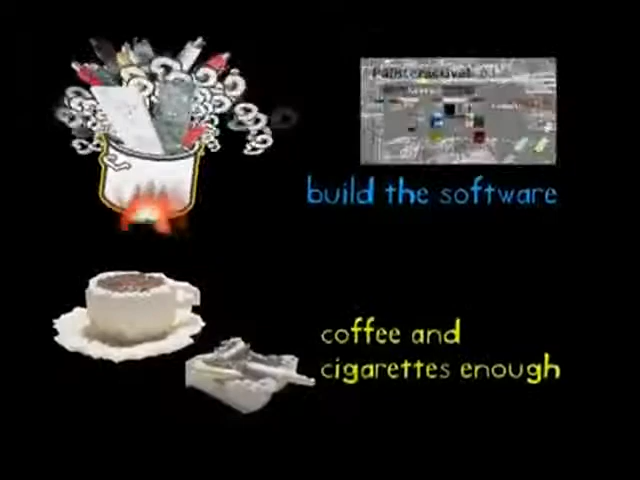 build the software
coffee and
cigarettes enough